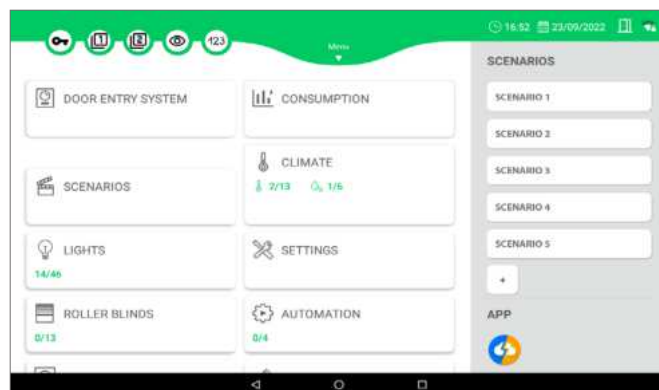 16:52 23/09/2022
1 2 123
Menu
SCENARIOS
DOOR ENTRY SYSTEM
CONSUMPTION
SCENARIO 1
SCENARIO 2
SCENARIOS
CLIMATE
2/13 1/6
SCENARIO 3
SCENARIO 4
LIGHTS
14/46
SETTINGS
SCENARIO 5
+
ROLLER BLINDS
0/13
AUTOMATION
0/4
APP